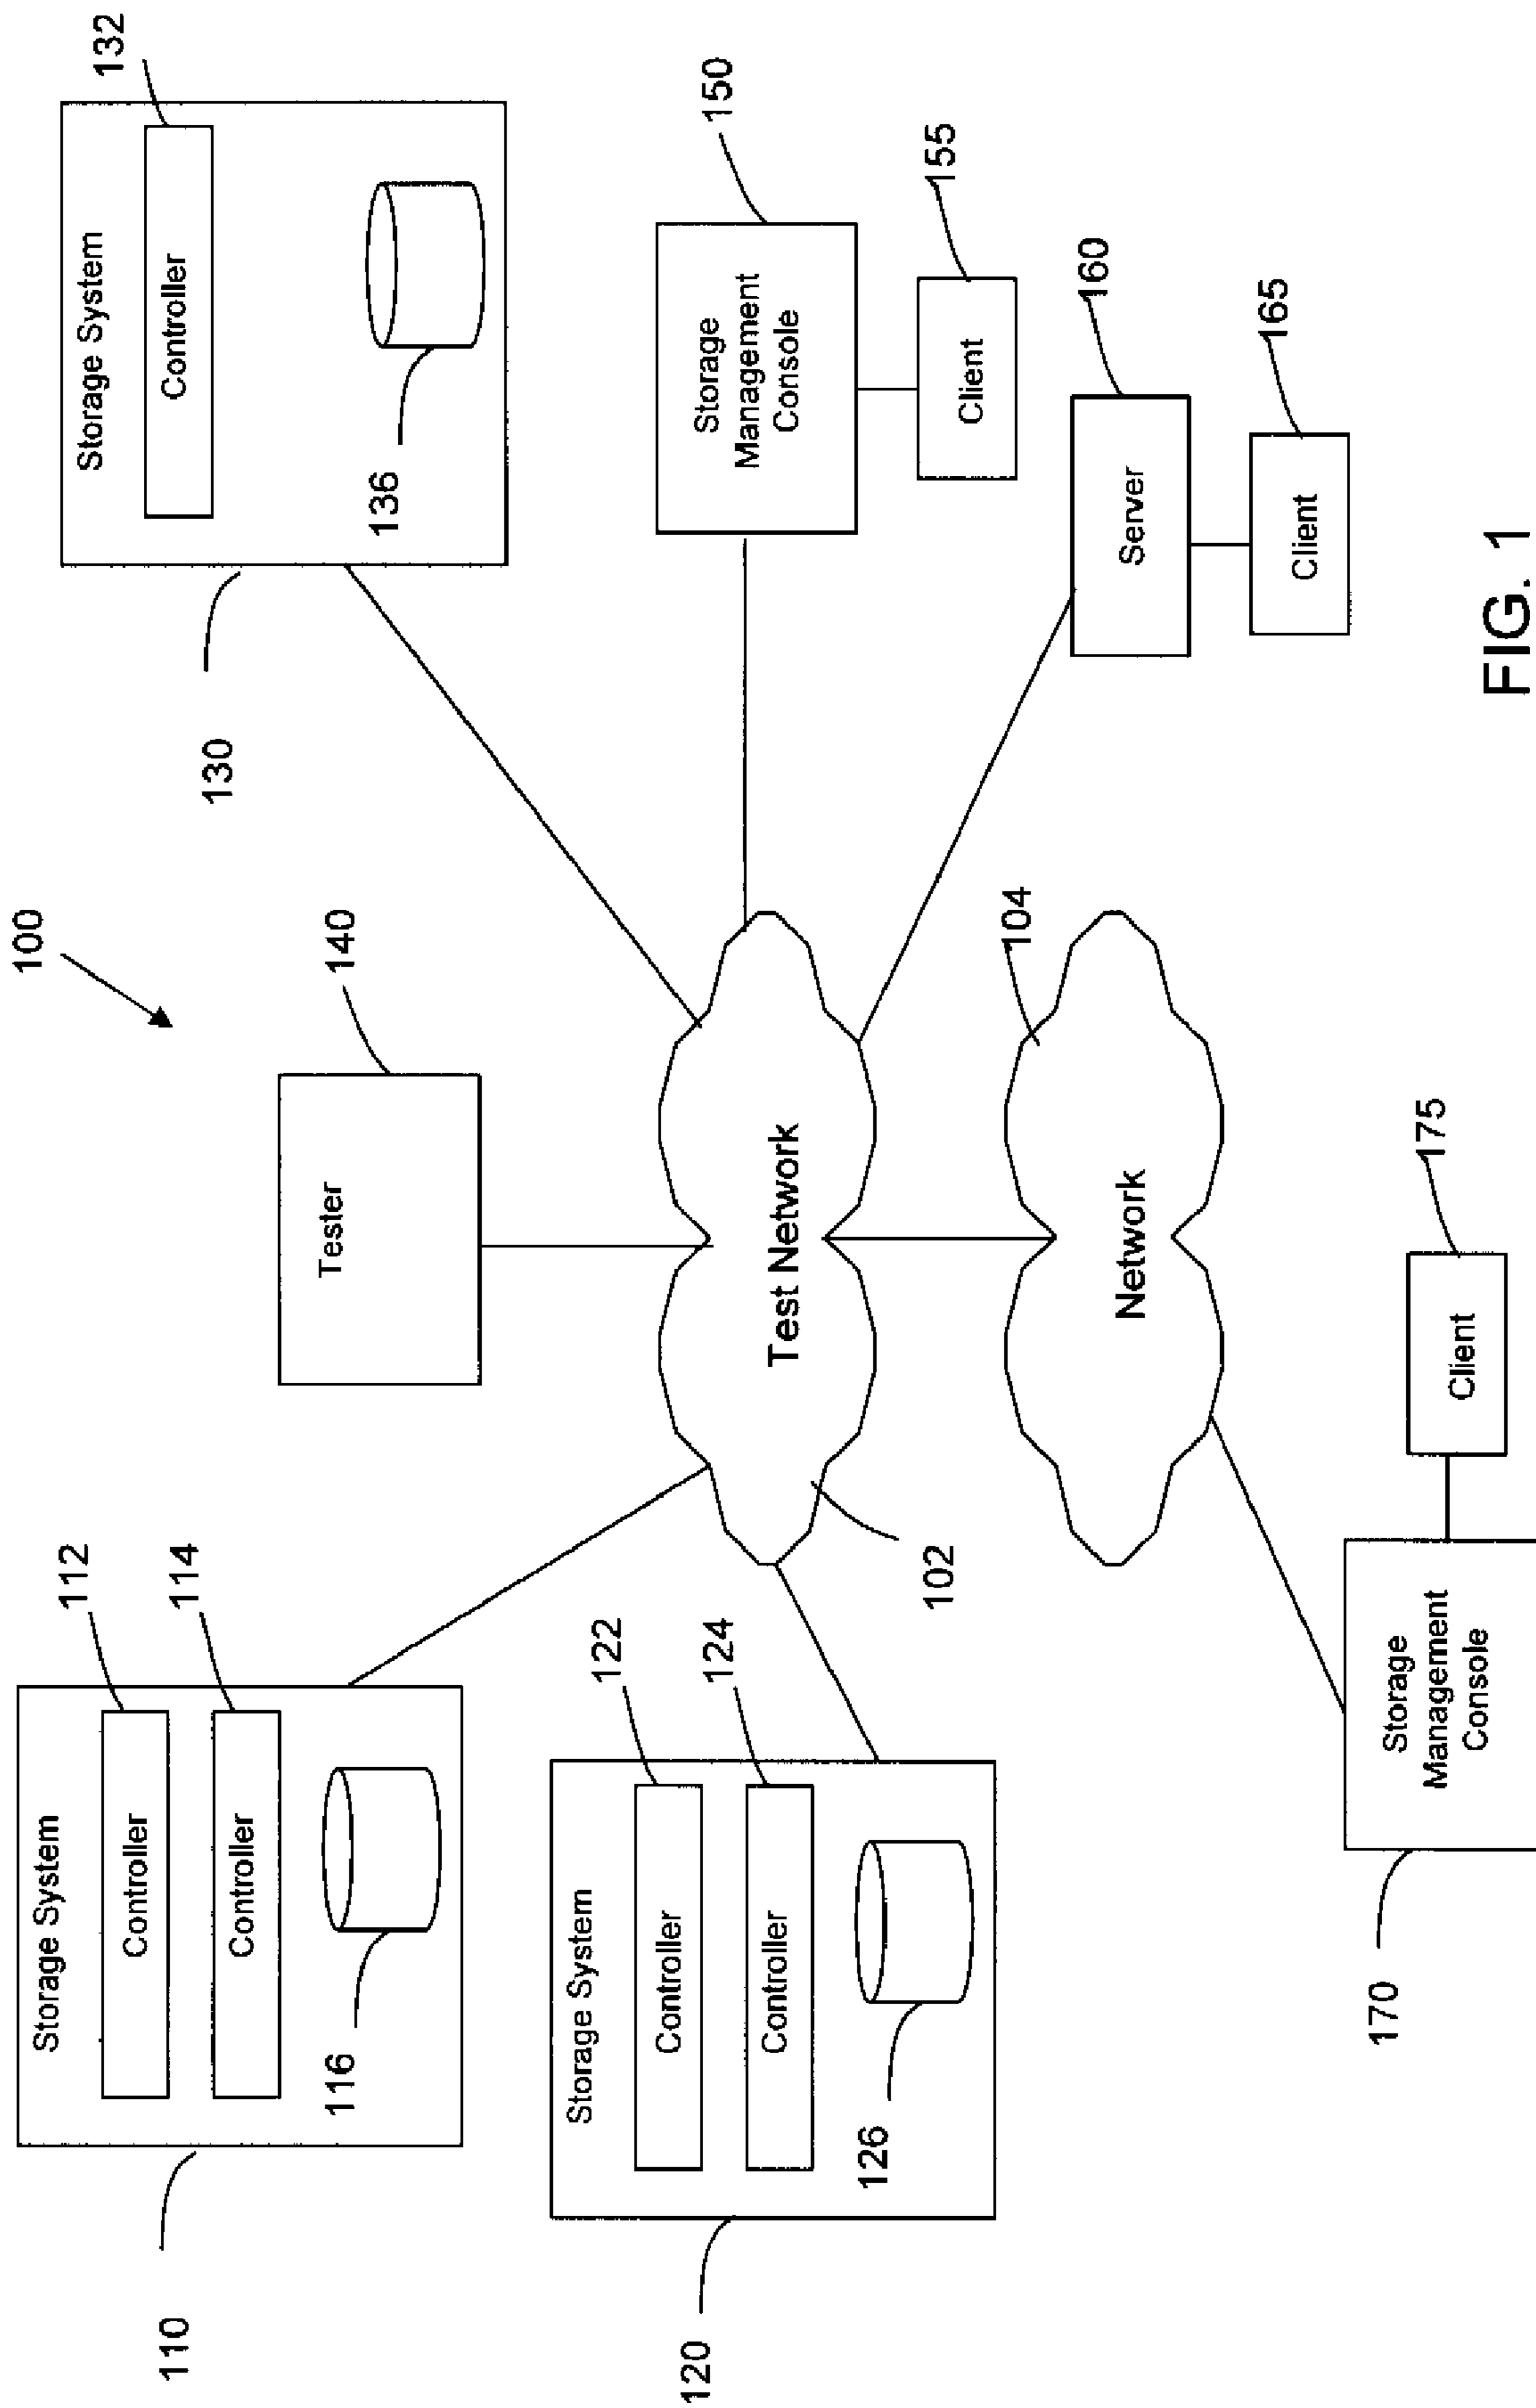 100
Storage System
Controller
112
Controller
114
116
110
Storage System
Controller
122
Controller
124
126
120
Tester
140
Storage System
Controller
132
136
130
Test Network
102
Storage
Management
Console
150
Client
155
Server
160
Client
165
Network
104
Storage
Management
Console
170
Client
175
FIG. 1